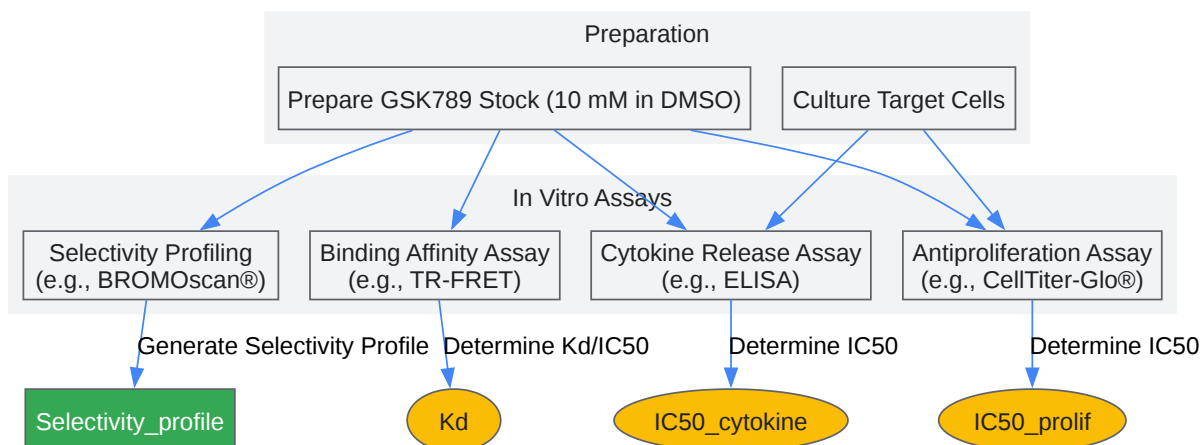 Preparation
Prepare GSK789 Stock (10 mM in DMSO)
Culture Target Cells
In Vitro Assays
Selectivity Profiling
(e.g., BROMOscan®)
Binding Affinity Assay
(e.g., TR-FRET)
Cytokine Release Assay
(e.g., ELISA)
Antiproliferation Assay
(e.g., CellTiter-Glo®)
Generate Selectivity Profile
Determine Kd/IC50
Determine IC50
Determine IC50
Selectivity_profile
Kd
IC50_cytokine
IC50_prolif